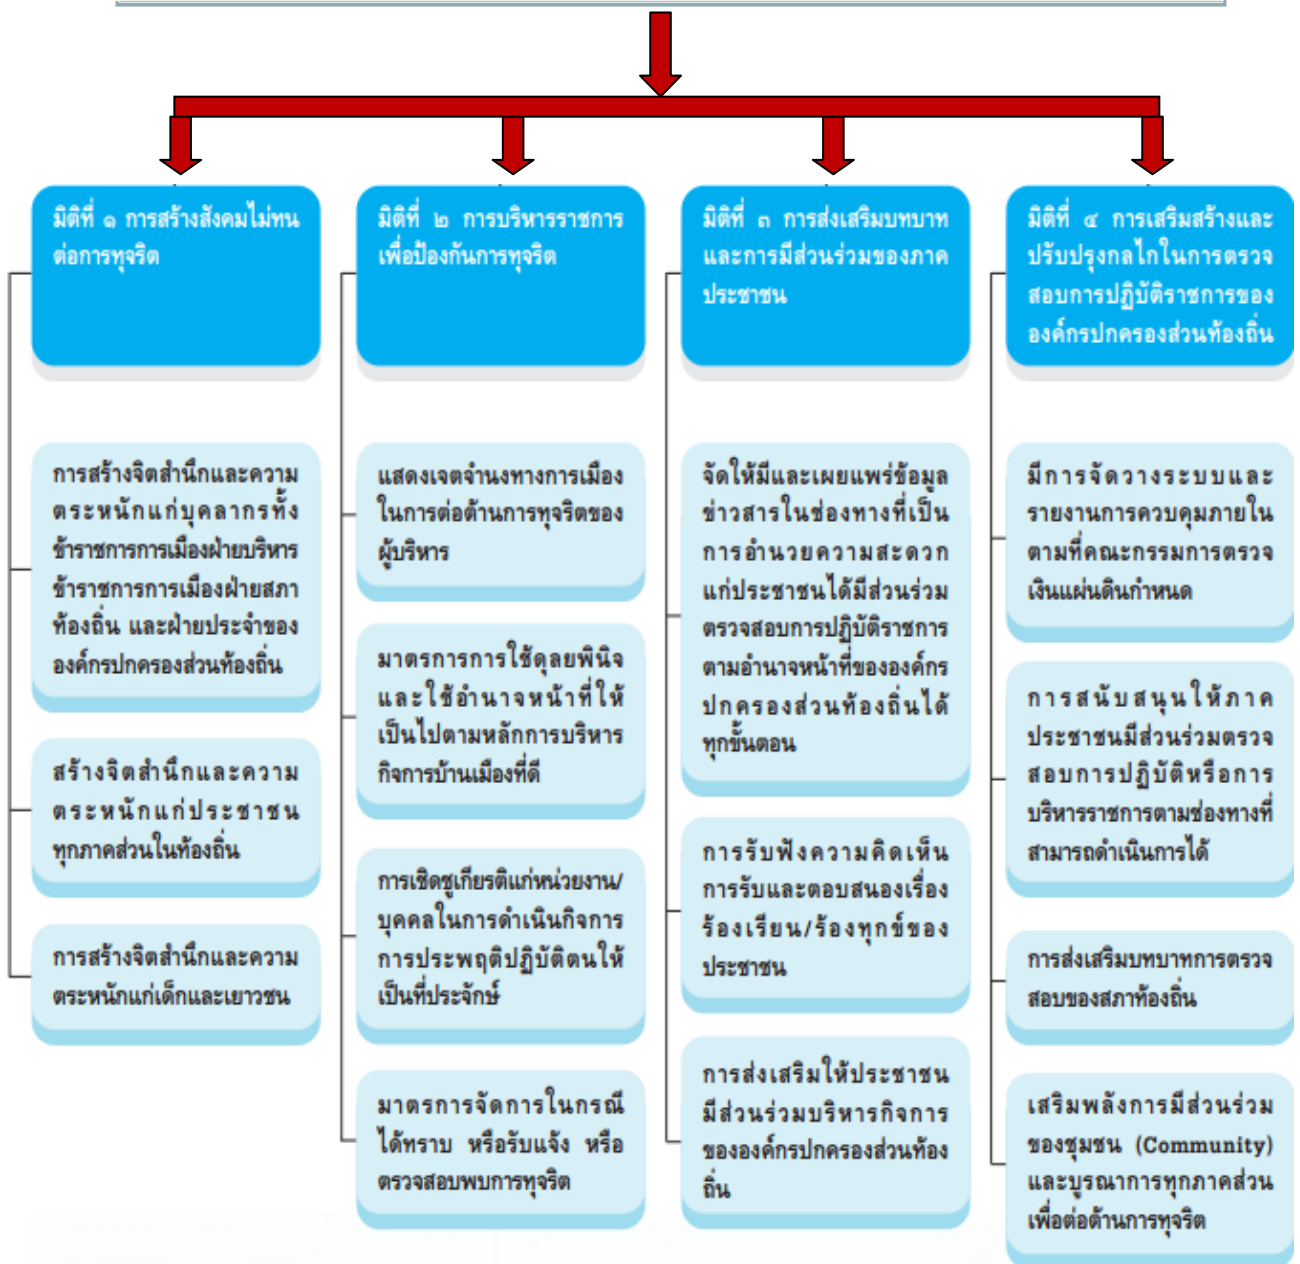 มิติที่ ๑ การสร้างสังคมไม่ทน
ต่อการทุจริต
การสร้างจิตสำนึกและความ
ตระหนักแก่บุคลากรทั้ง
ข้าราชการการเมืองฝ่ายบริหาร
ข้าราชการการเมืองฝ่ายสภา
ท้องถิ่น และฝ่ายประจำของ
องค์กรปกครองส่วนท้องถิ่น
สร้างจิตสำนึกและความ
ตระหนักแก่ประชาชน
ทุกภาคส่วนในท้องถิ่น
การสร้างจิตสำนึกและความ
ตระหนักแก่เด็กและเยาวชน
มิติที่ ๒ การบริหารราชการ
เพื่อป้องกันการทุจริต
แสดงเจตจำนงทางการเมือง
ในการต่อต้านการทุจริตของ
ผู้บริหาร
มาตรการการใช้ดุลยพินิจ
และใช้อำนาจหน้าที่ให้
เป็นไปตามหลักการบริหาร
กิจการบ้านเมืองที่ดี
การเชิดชูเกียรติแก่หน่วยงาน/
บุคคลในการดำเนินกิจการ
การประพฤติปฏิบัติตนให้
เป็นที่ประจักษ์
มาตรการจัดการในกรณี
ได้ทราบ หรือรับแจ้ง หรือ
ตรวจสอบพบการทุจริต
มิติที่ ๓ การส่งเสริมบทบาท
และการมีส่วนร่วมของภาค
ประชาชน
จัดให้มีและเผยแพร่ข้อมูล
ข่าวสารในช่องทางที่เป็น
การอำนวยความสะดวก
แก่ประชาชนได้มีส่วนร่วม
ตรวจสอบการปฏิบัติราชการ
ตามอำนาจหน้าที่ขององค์กร
ปกครองส่วนท้องถิ่นได้
ทุกขั้นตอน
การรับฟังความคิดเห็น
การรับและตอบสนองเรื่อง
ร้องเรียน/ร้องทุกข์ของ
ประชาชน
การส่งเสริมให้ประชาชน
มีส่วนร่วมบริหารกิจการ
ขององค์กรปกครองส่วนท้อง
ถิ่น
มิติที่ ๔ การเสริมสร้างและ
ปรับปรุงกลไกในการตรวจ
สอบการปฏิบัติราชการของ
องค์กรปกครองส่วนท้องถิ่น
มีการจัดวางระบบและ
รายงานการควบคุมภายใน
ตามที่คณะกรรมการตรวจ
เงินแผ่นดินกำหนด
การสนับสนุนให้ภาค
ประชาชนมีส่วนร่วมตรวจ
สอบการปฏิบัติหรือการ
บริหารราชการตามช่องทางที่
สามารถดำเนินการได้
การส่งเสริมบทบาทการตรวจ
สอบของสภาท้องถิ่น
เสริมพลังการมีส่วนร่วม
ของชุมชน (Community)
และบูรณาการทุกภาคส่วน
เพื่อต่อต้านการทุจริต